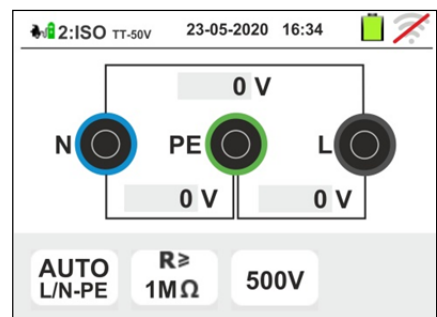 2:ISO TT-50V 23-05-2020 16:34
0 V
N PE L
0 V 0 V
AUTO R≥ 500V
L/N-PE 1MΩ